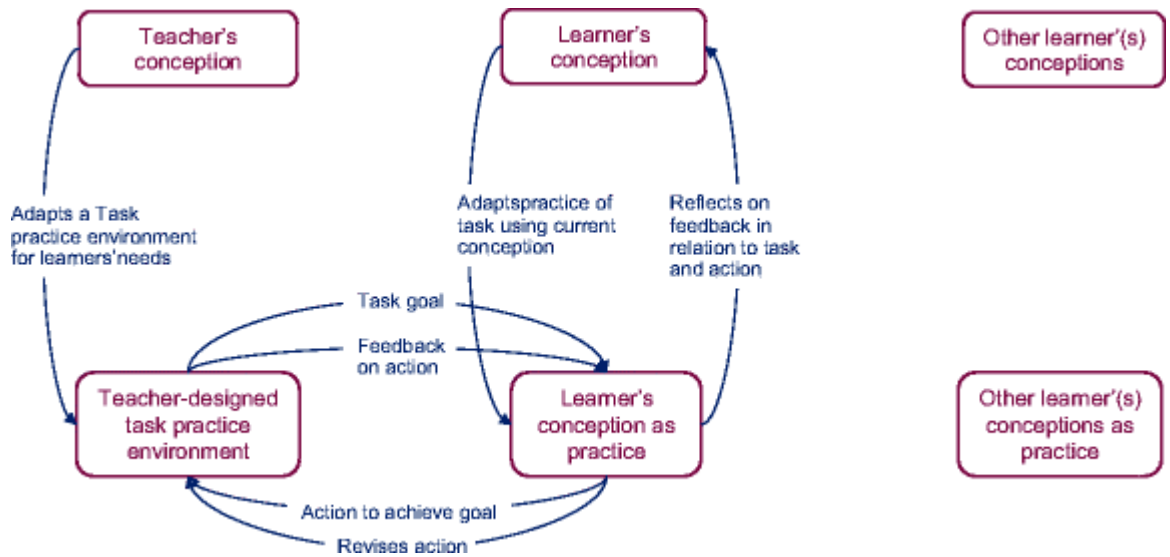 Teacher's
conception
Learner's
conception
Other learner'(s)
conceptions
Adapts a Task
practice environment
for learners'needs
Adaptspractice of
task using current
conception
Reflects on
feedback in
relation to task
and action
Task goal
Feedback
on action
Teacher-designed
task practice
environment
Learner's
conception as
practice
Other learner'(s)
conceptions as
practice
Action to achieve goal
Revises action